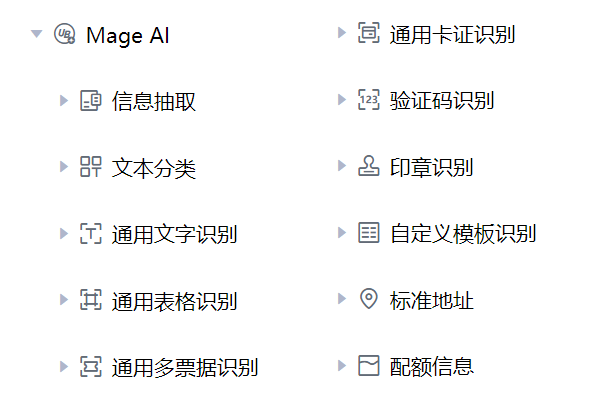 Mage AI
信息抽取
文本分类
通用文字识别
通用表格识别
通用多票据识别
通用卡证识别
验证码识别
印章识别
自定义模板识别
标准地址
配额信息